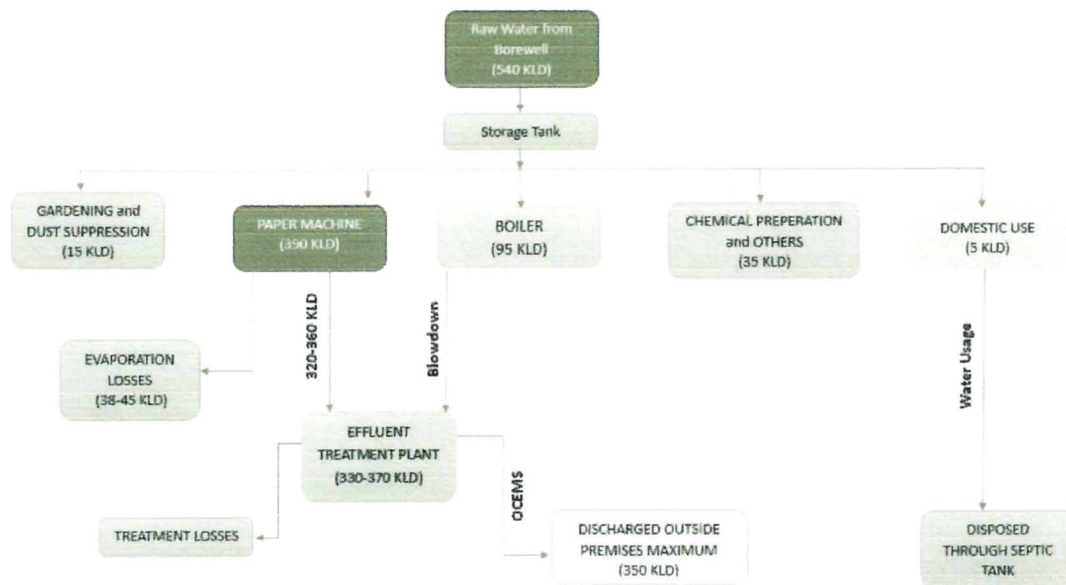 Raw Water from
Borewell
(540 KLD)
Storage Tank
GARDENING and
DUST SUPPRESSION
(15 KLD)
PAPER MACHINE
(390 KLD)
BOILER
(95 KLD)
CHEMICAL PREPERATION
and OTHERS
(35 KLD)
DOMESTIC USE
(5 KLD)
320-360 KLD
Blowdown
Water Usage
EVAPORATION
LOSSES
(38-45 KLD)
EFFLUENT
TREATMENT PLANT
(330-370 KLD)
OCEMS
TREATMENT LOSSES
DISCHARGED OUTSIDE
PREMISES MAXIMUM
(350 KLD)
DISPOSED
THROUGH SEPTIC
TANK